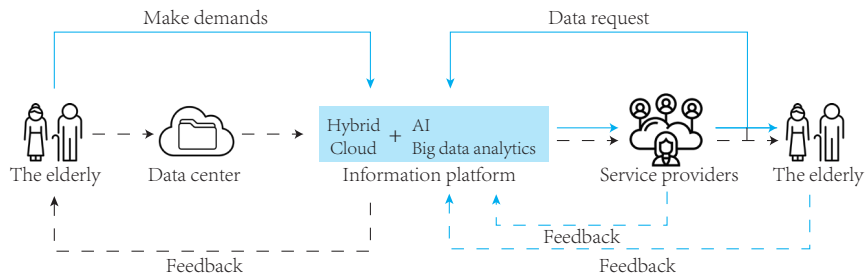 Make demands
Data request
Hybrid
Cloud
+
AI
Big data analytics
The elderly
Data center
Information platform
Service providers
The elderly
Feedback
Feedback
Feedback